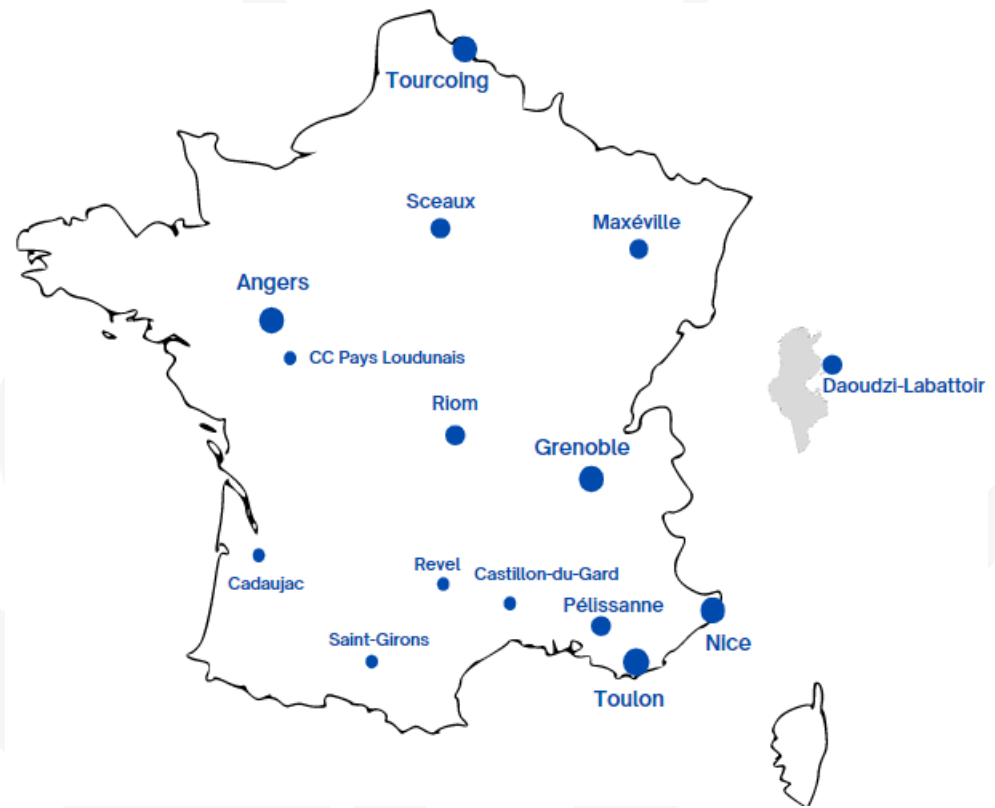 Tourcoing
Sceaux
Maxéville
Angers
CC Pays Loudunais
Daoudzi-Labattoir
Riom
Grenoble
Revel
Castillon-du-Gard
Cadaujac
Pélissanne
Saint-Girons
Nice
Toulon